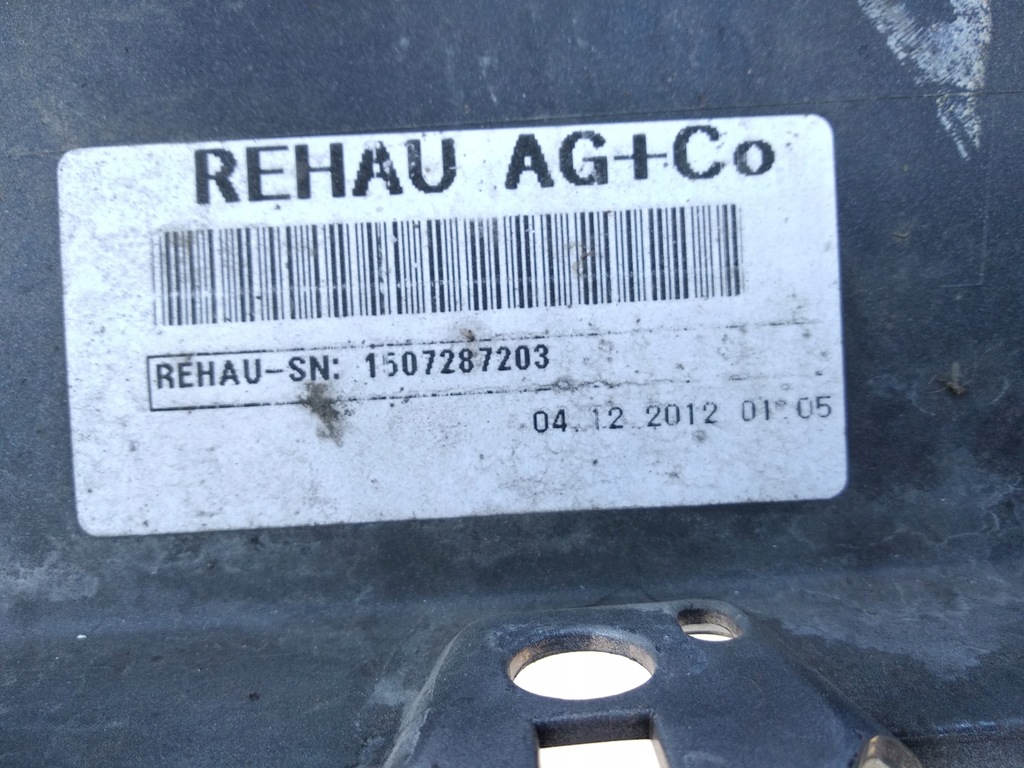 REHAU AG+Co
REHAU-SN: 1507287203
04.12.2012 01:05